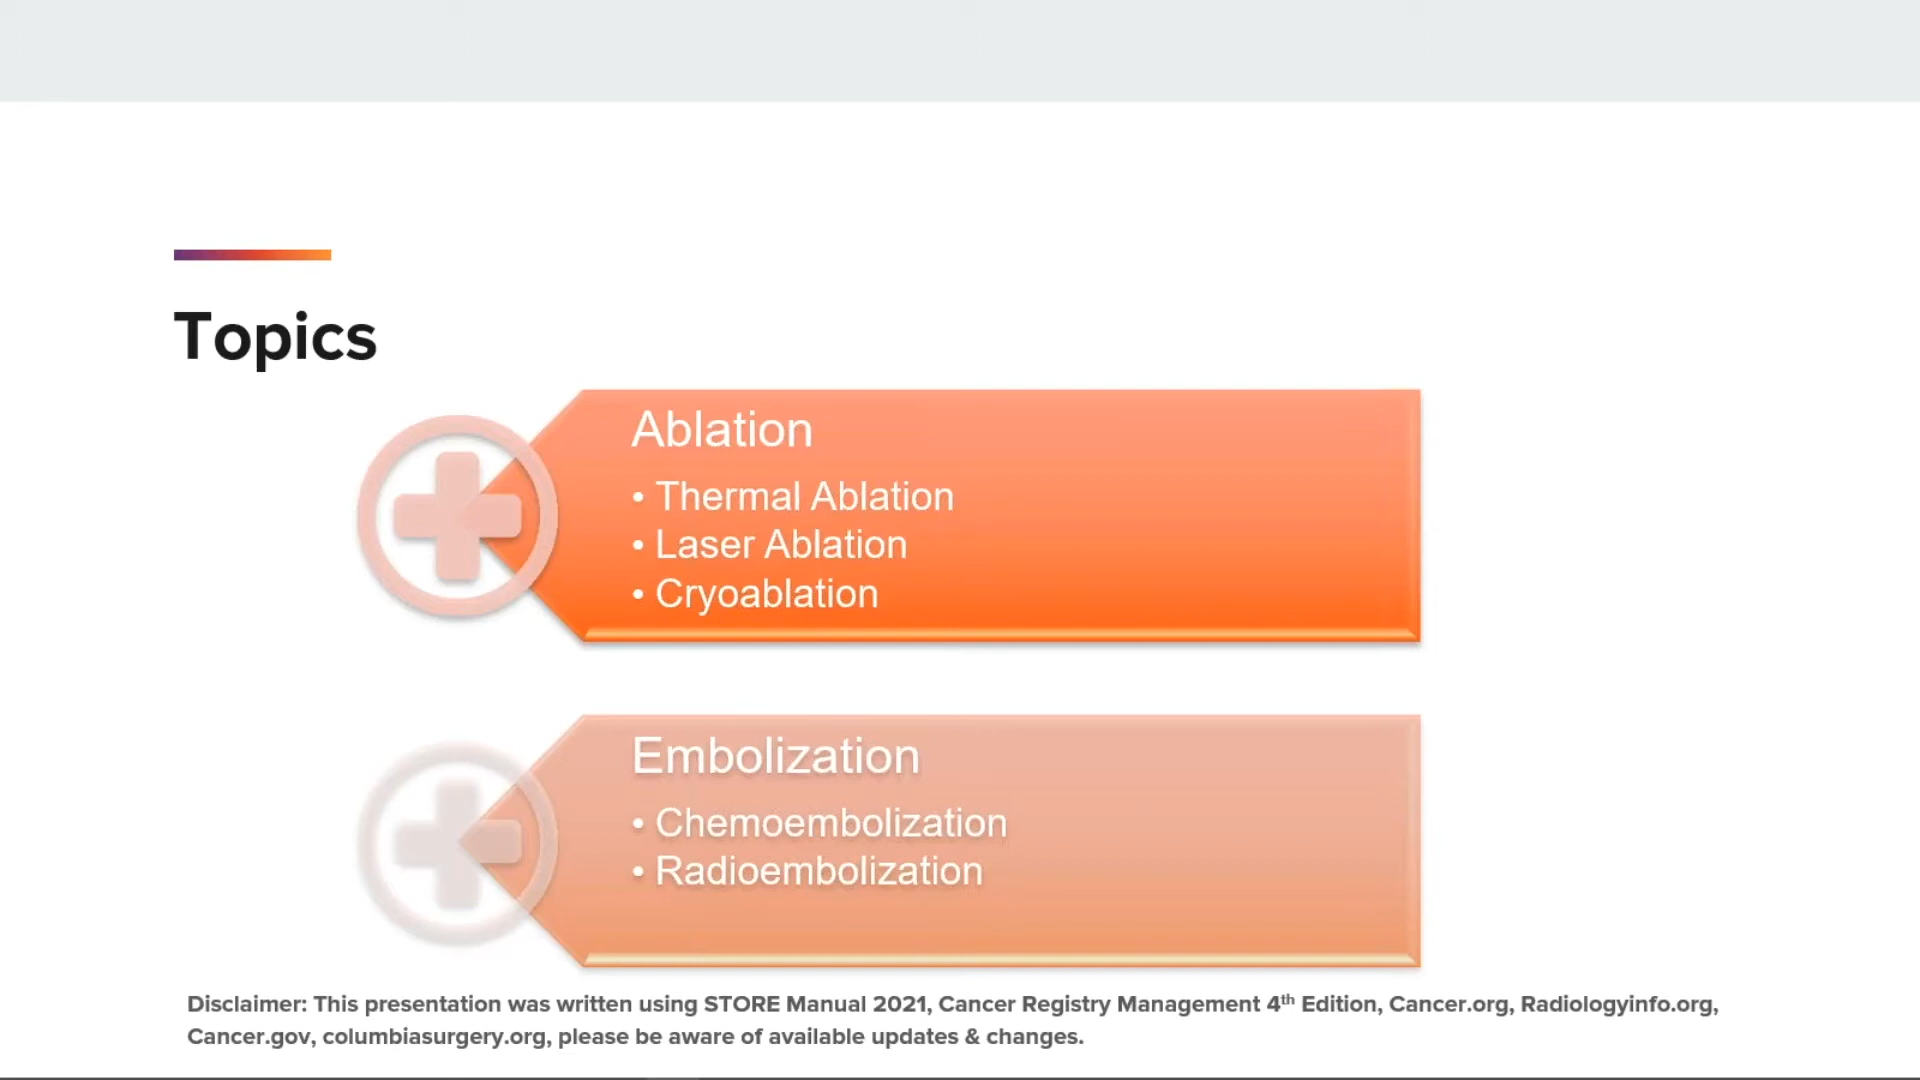 Topics
Ablation
• Thermal Ablation
• Laser Ablation
• Cryoablation
Embolization
• Chemoembolization
• Radioembolization
Disclaimer: This presentation was written using STORE Manual 2021, Cancer Registry Management 4th Edition, Cancer.org, Radiologyinfo.org,
Cancer.gov, columbiasurgery.org, please be aware of available updates & changes.